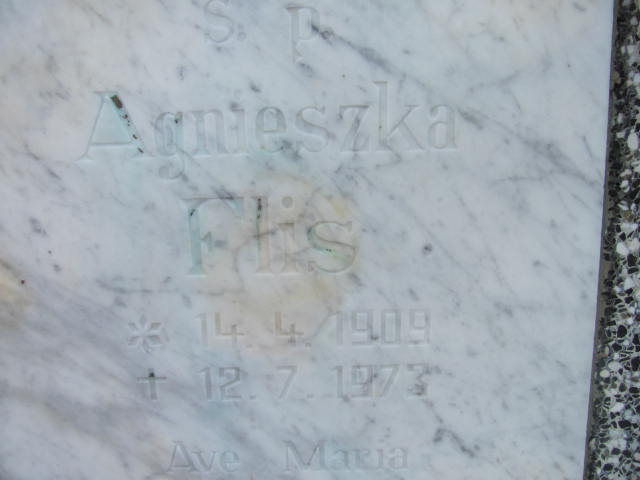 Ś. p.
Agnieszka
Flis
* 14. 4. 1909
✝ 12. 7. 1973
Ave Maria